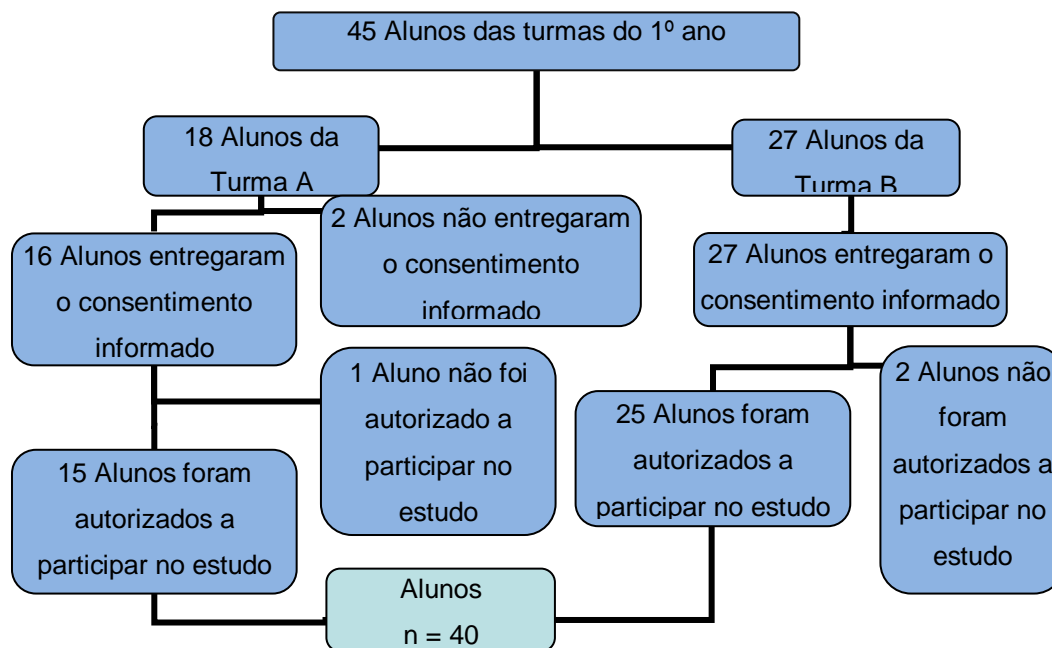 45 Alunos das turmas do 1º ano
18 Alunos da
Turma A
27 Alunos da
Turma B
2 Alunos não entregaram
o consentimento
informado
16 Alunos entregaram
o consentimento
informado
27 Alunos entregaram o
consentimento informado
1 Aluno não foi
autorizado a
participar no
estudo
15 Alunos foram
autorizados a
participar no estudo
25 Alunos foram
autorizados a
participar no estudo
2 Alunos não
foram
autorizados a
participar no
estudo
Alunos
n = 40